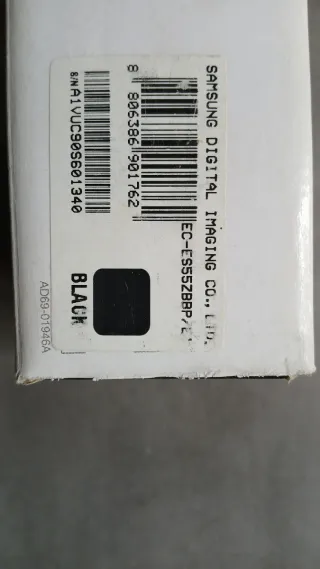 SAMSUNG DIGITAL IMAGING CO., LTD.
EC-ES55ZBBP/E
8 806386 901762
S/N A1VUC90S601340
BLACK
AD69-01946A